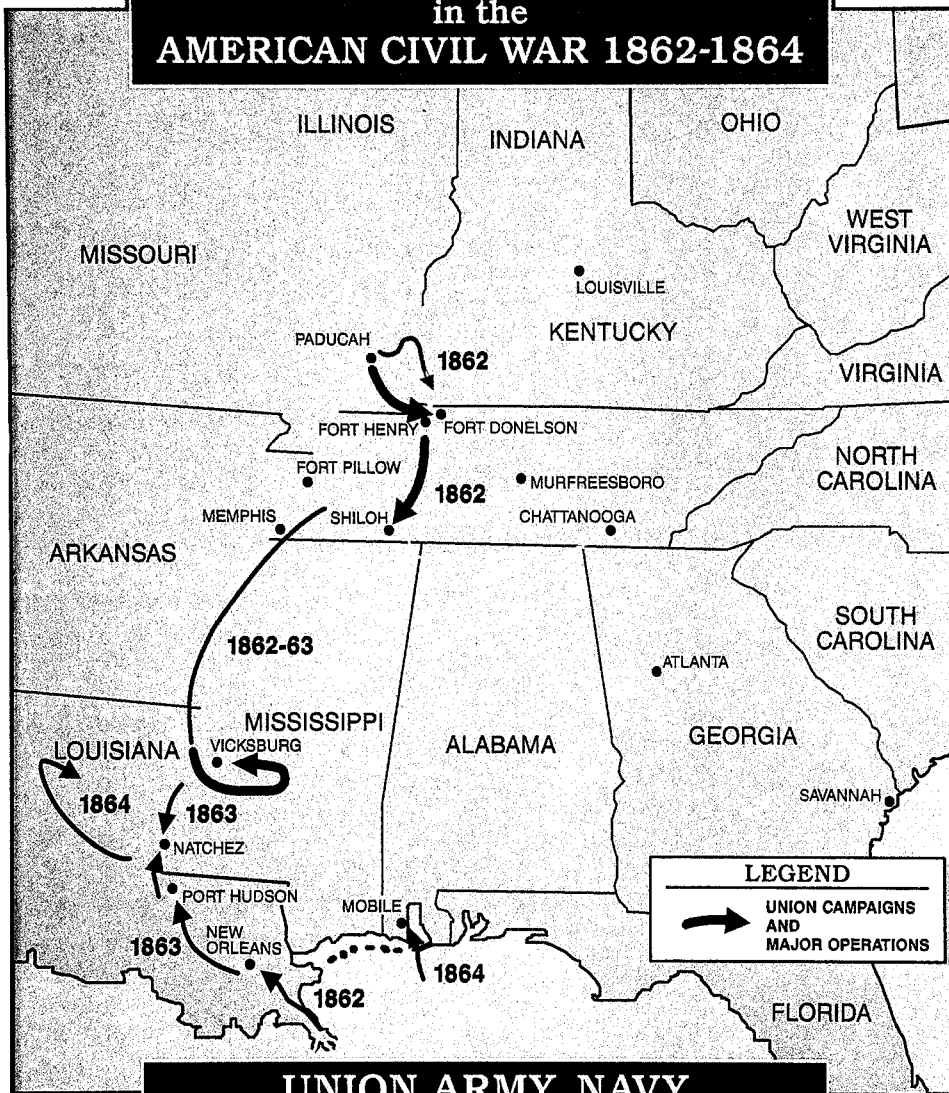 in the
AMERICAN CIVIL WAR 1862-1864
ILLINOIS
INDIANA
OHIO
WEST
VIRGINIA
MISSOURI
LOUISVILLE
KENTUCKY
PADUCAH
1862
VIRGINIA
FORT HENRY
FORT DONELSON
NORTH
CAROLINA
FORT PILLOW
MURFREESBORO
1862
MEMPHIS
SHILOH
CHATTANOOGA
ARKANSAS
SOUTH
CAROLINA
1862-63
ATLANTA
MISSISSIPPI
LOUISIANA
VICKSBURG
ALABAMA
GEORGIA
1864
1863
SAVANNAH
NATCHEZ
PORT HUDSON
MOBILE
1863
NEW
ORLEANS
1862
1864
LEGEND
UNION CAMPAIGNS
AND
MAJOR OPERATIONS
FLORIDA
UNION ARMY, NAVY